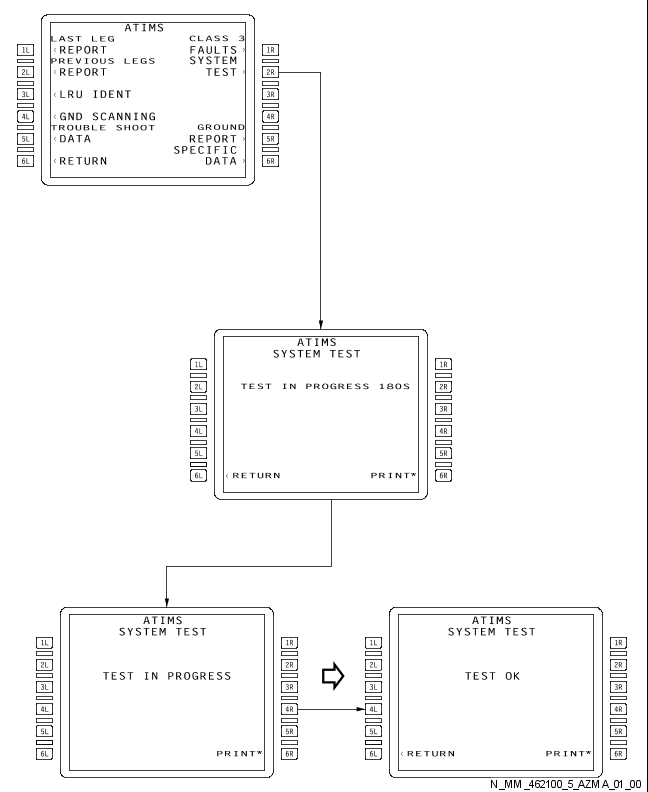 ATIMS
LAST LEG CLASS 3
1L <REPORT FAULTS> 1R
PREVIOUS LEGS SYSTEM
2L <REPORT TEST> 2R
3L <LRU IDENT 3R
4L <GND SCANNING 4R
TROUBLE SHOOT GROUND
5L <DATA REPORT> 5R
SPECIFIC
6L <RETURN DATA> 6R
ATIMS
SYSTEM TEST
1L 1R
2L TEST IN PROGRESS 180S 2R
3L 3R
4L 4R
5L 5R
6L <RETURN PRINT* 6R
ATIMS
SYSTEM TEST
1L 1R
2L 2R
TEST IN PROGRESS
3L 3R
4L 4R
5L 5R
6L PRINT* 6R
ATIMS
SYSTEM TEST
1L 1R
2L 2R
TEST OK
3L 3R
4L 4R
5L 5R
6L <RETURN PRINT* 6R
N_MM_462100_5_AZMA_01_00